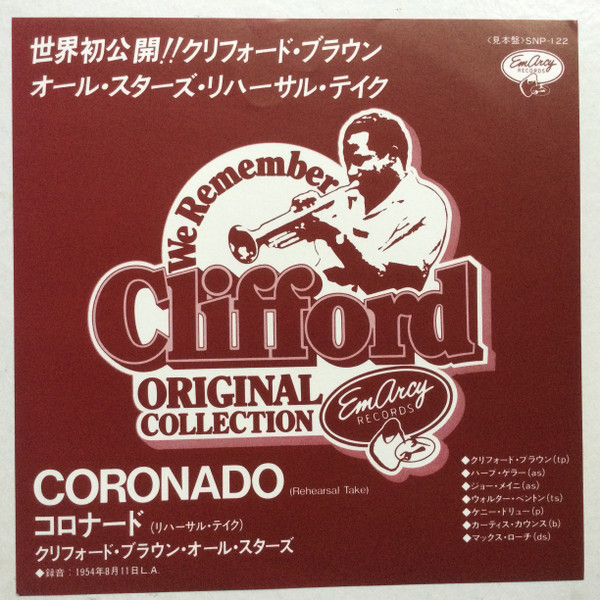 世界初公開!!クリフォード・ブラウン
オール・スターズ・リハーサル・テイク
〈見本盤〉SNP-122
EmArcy
RECORDS
We Remember
Clifford
ORIGINAL
COLLECTION
EmArcy
RECORDS
CORONADO (Rehearsal Take)
コロナード (リハーサル・テイク)
クリフォード・ブラウン・オール・スターズ
◆録音：1954年8月11日L.A.
◆クリフォード・ブラウン(tp)
◆ハーブ・ゲラー(as)
◆ジョー・メイニ(as)
◆ウォルター・ベントン(ts)
◆ケニー・ドリュー(p)
◆カーティス・カウンス(b)
◆マックス・ローチ(ds)